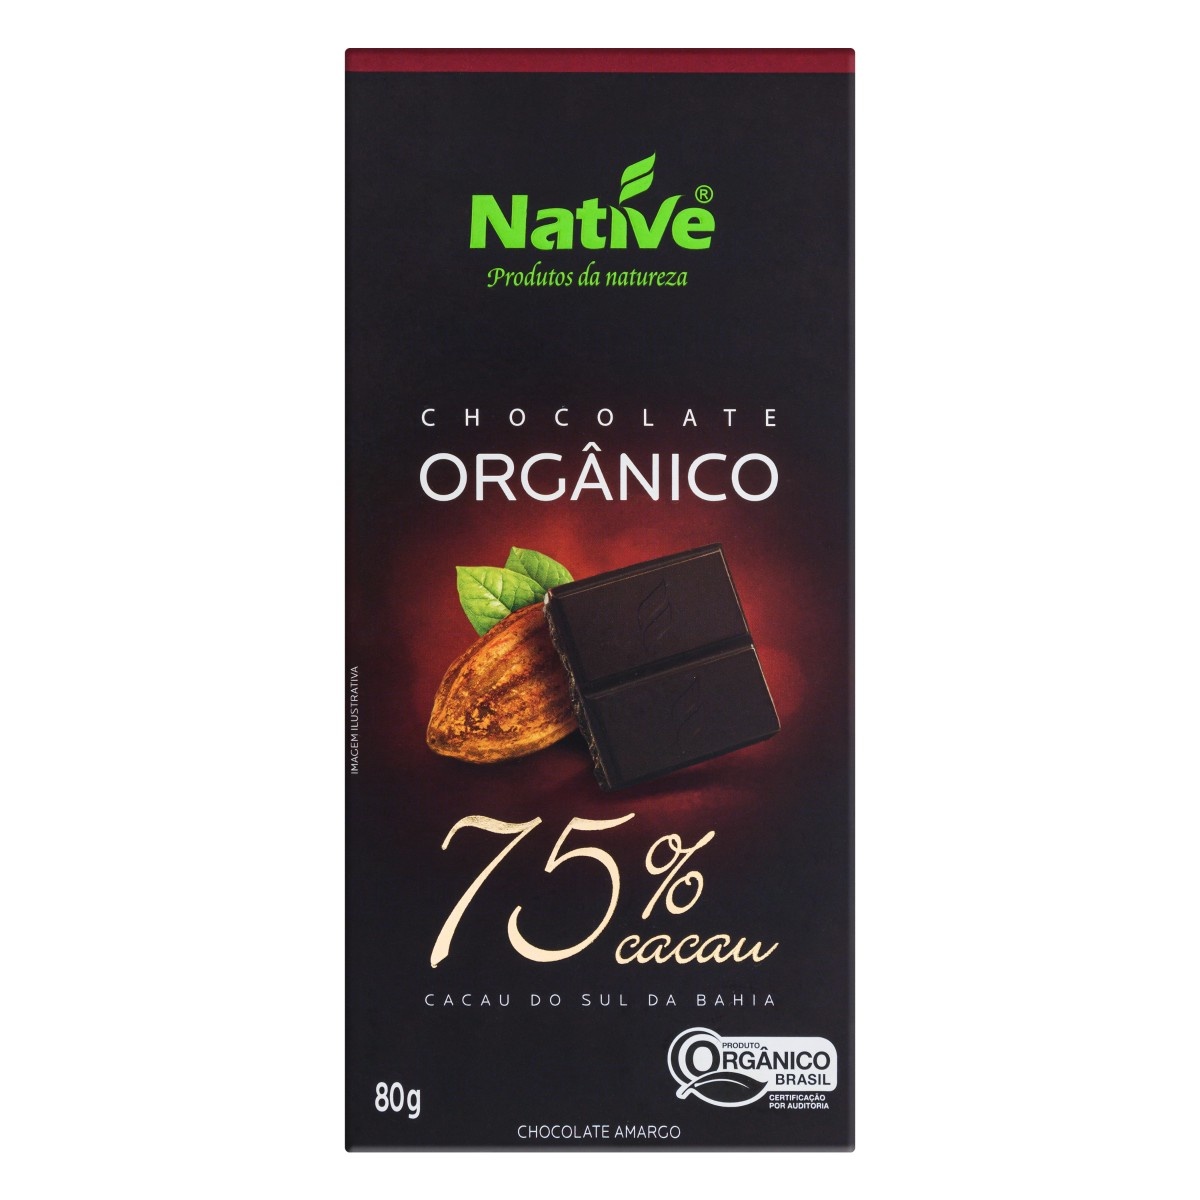 Native®
Produtos da natureza
CHOCOLATE
ORGÂNICO
IMAGEM ILUSTRATIVA
75%
cacau
CACAU DO SUL DA BAHIA
PRODUTO
ORGÂNICO
BRASIL
CERTIFICAÇÃO
POR AUDITORIA
80g
CHOCOLATE AMARGO